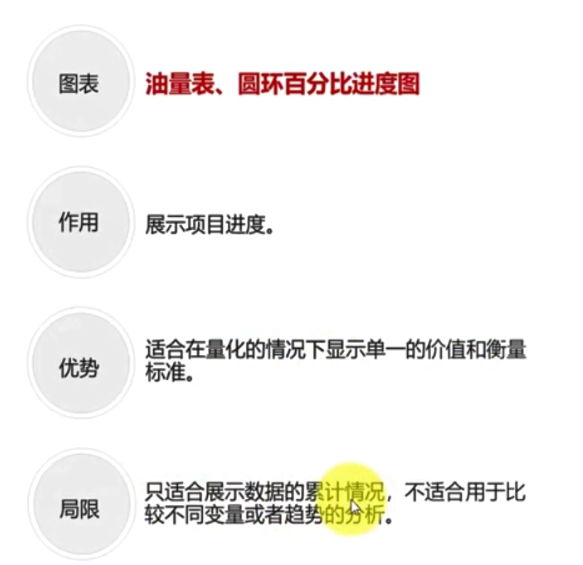 图表
油量表、圆环百分比进度图
作用
展示项目进度。
优势
适合在量化的情况下显示单一的价值和衡量
标准。
局限
只适合展示数据的累计情况，不适合用于比
较不同变量或者趋势的分析。